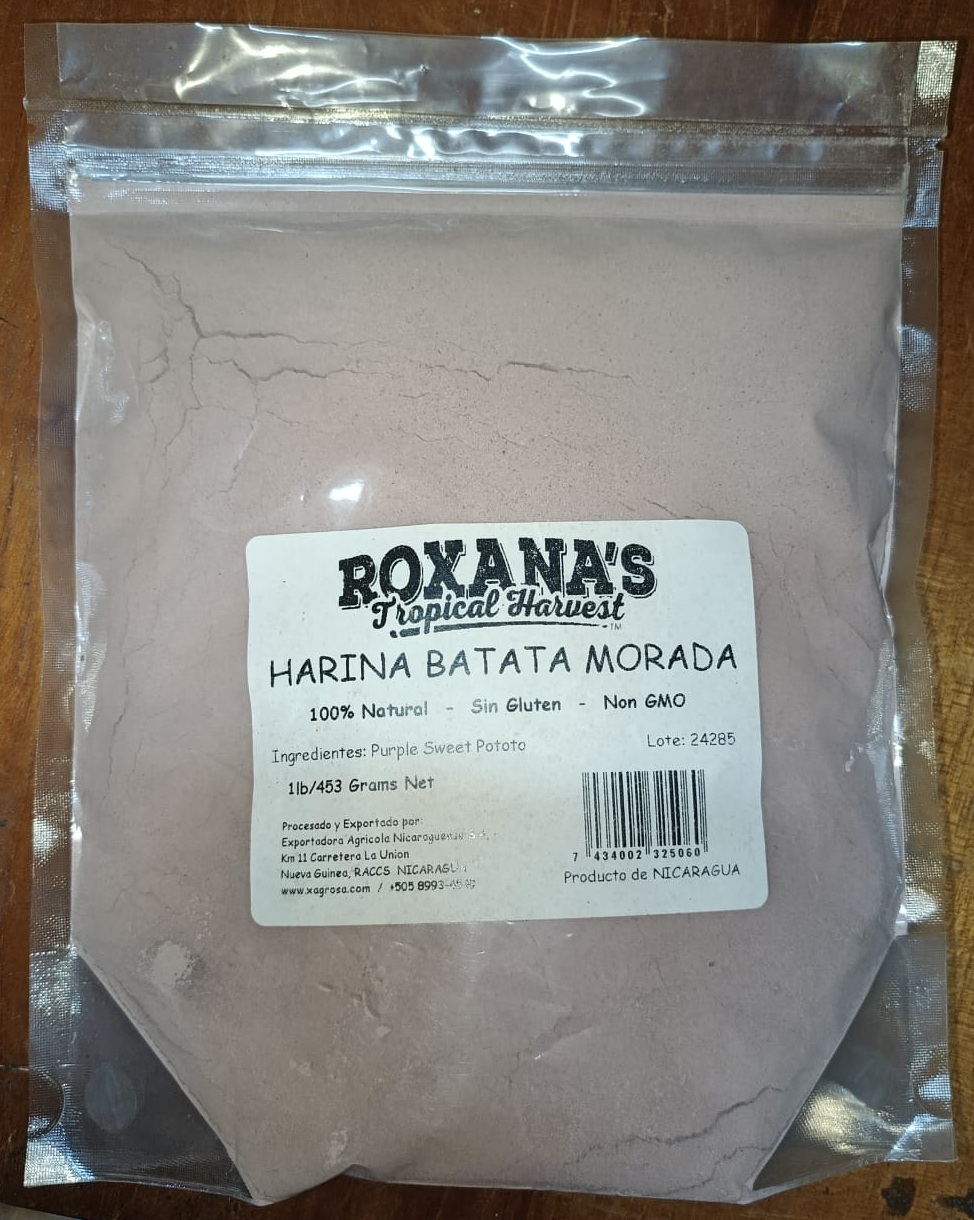 ROXANA'S
Tropical Harvest
TM
HARINA BATATA MORADA
100% Natural - Sin Gluten - Non GMO
Ingredientes: Purple Sweet Pototo
Lote: 24285
1lb/453 Grams Net
Procesado y Exportado por:
Exportadora Agricola
Km 11 Carretera La Union
Nueva Guinea, RACCS NICARAGUA
www.xagrosa.com / +505
7 434002 325060
Producto de NICARAGUA